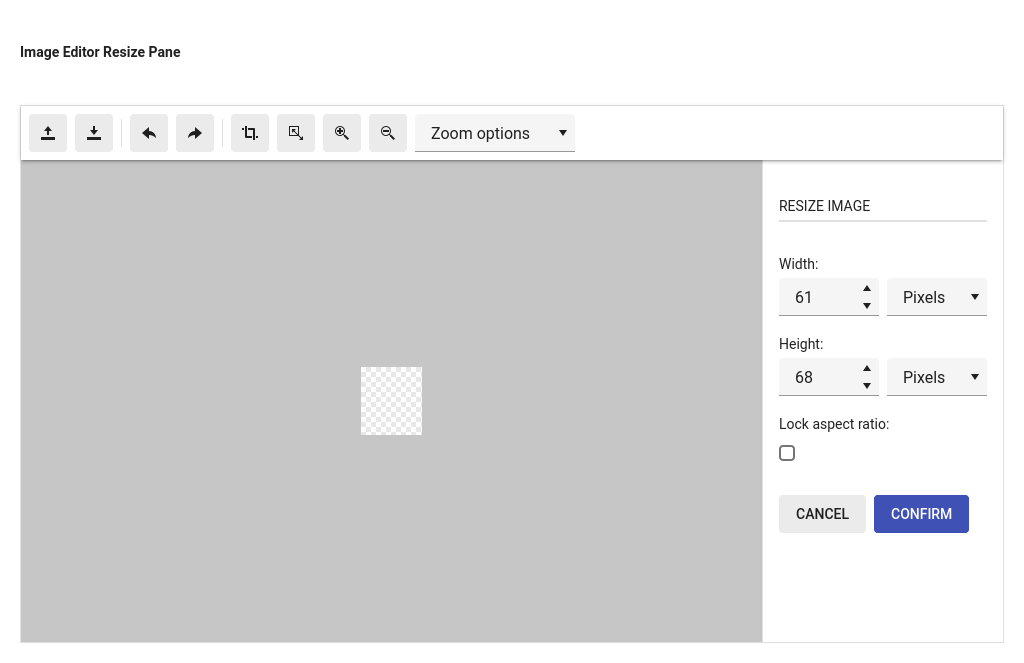 Image Editor Resize Pane
Zoom options
RESIZE IMAGE
Width:
61 Pixels
Height:
68 Pixels
Lock aspect ratio:
CANCEL CONFIRM